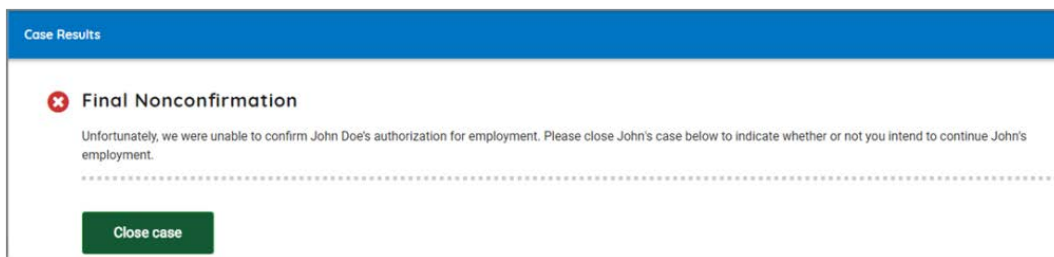 Case Results
Final Nonconfirmation
Unfortunately, we were unable to confirm John Doe's authorization for employment. Please close John's case below to indicate whether or not you intend to continue John's
employment.
Close case